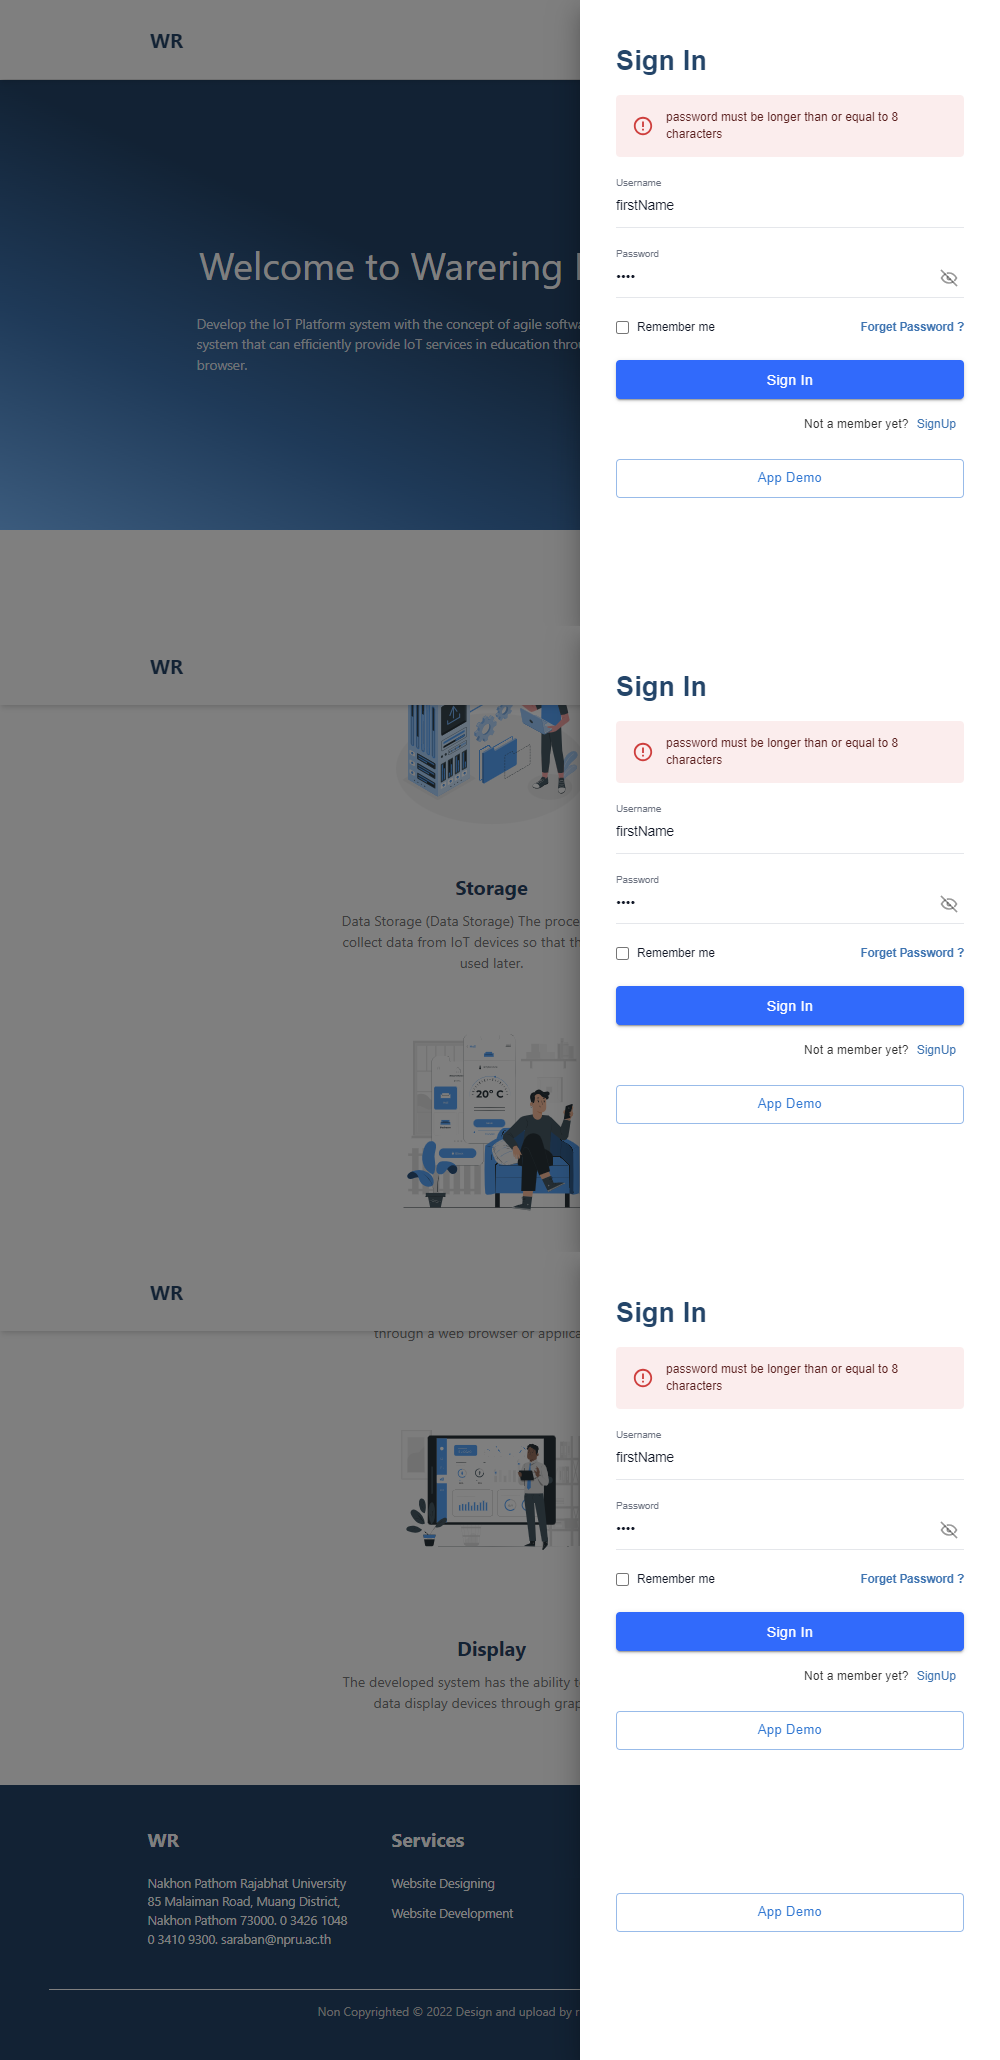 WR
Welcome to Warering
Develop the IoT Platform system with the concept of agile
system that can efficiently provide IoT services in education
browser.
Sign In
password must be longer than or equal to 8
characters
Username
firstName
Password
••••
Remember me
Forget Password ?
Sign In
Not a member yet? SignUp
App Demo
WR
20° C
Storage
Data Storage (Data Storage) The
collect data from IoT devices so that
used later.
Sign In
password must be longer than or equal to 8
characters
Username
firstName
Password
••••
Remember me
Forget Password ?
Sign In
Not a member yet? SignUp
App Demo
WR
through a web browser or
Display
The developed system has the ability
data display devices through
Sign In
password must be longer than or equal to 8
characters
Username
firstName
Password
••••
Remember me
Forget Password ?
Sign In
Not a member yet? SignUp
App Demo
App Demo
WR
Nakhon Pathom Rajabhat University
85 Malaiman Road, Muang District,
Nakhon Pathom 73000. 0 3426 1048
0 3410 9300. saraban@npru.ac.th
Services
Website Designing
Website Development
Non Copyrighted © 2022 Design and upload by